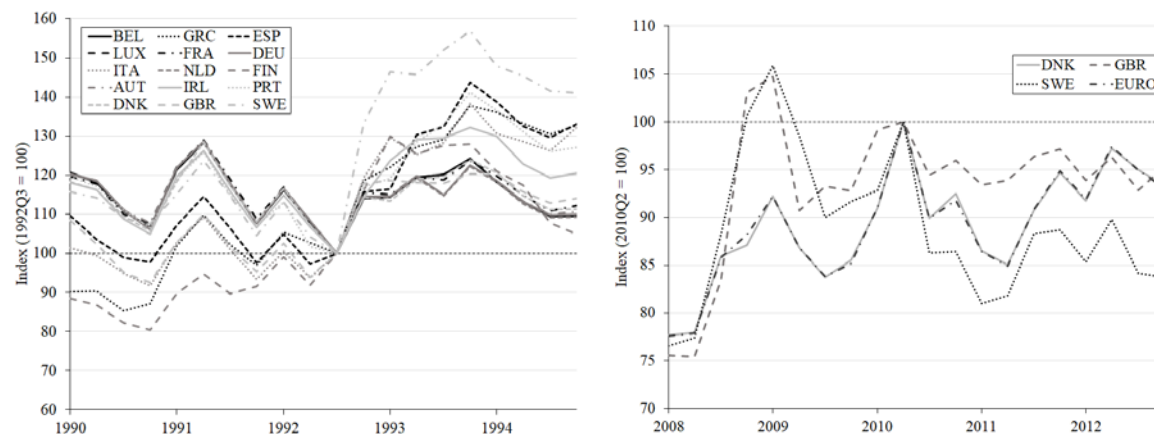 Index (1992Q3 = 100)
160
150
140
130
120
110
100
90
80
70
60
BEL GRC ESP
LUX FRA DEU
ITA NLD FIN
AUT IRL PRT
DNK GBR SWE
1990 1991 1992 1993 1994
Index (2010Q2 = 100)
110
105
100
95
90
85
80
75
70
DNK GBR
SWE EURO
2008 2009 2010 2011 2012